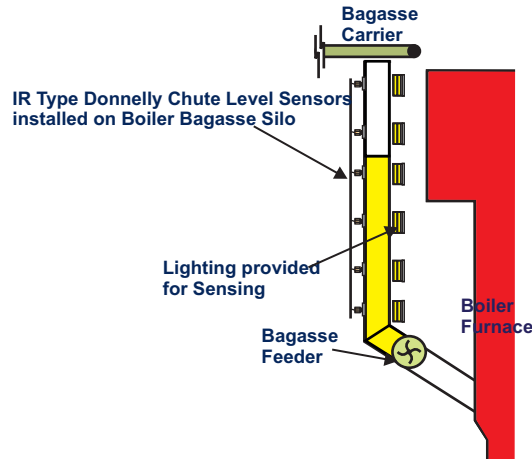 Bagasse
Carrier
IR Type Donnelly Chute Level Sensors
installed on Boiler Bagasse Silo
Lighting provided
for Sensing
Boiler
Furnace
Bagasse
Feeder